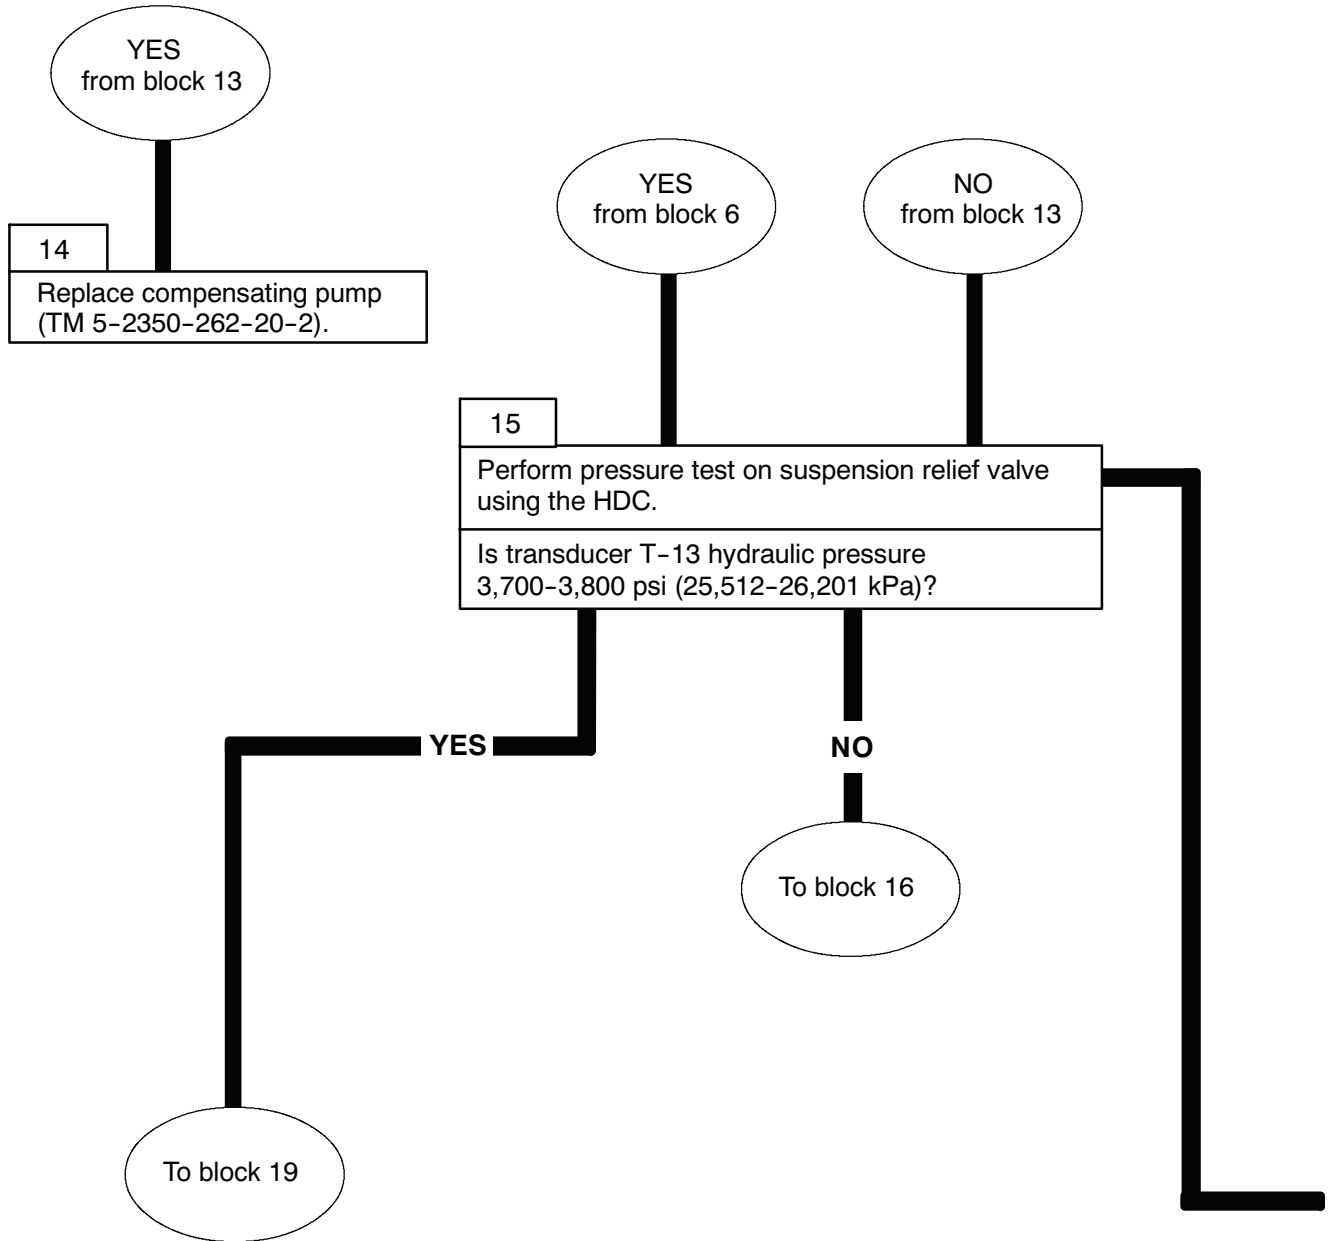 YES
from block 13
14
Replace compensating pump
(TM 5-2350-262-20-2).
YES
from block 6
NO
from block 13
15
Perform pressure test on suspension relief valve
using the HDC.
Is transducer T-13 hydraulic pressure
3,700-3,800 psi (25,512-26,201 kPa)?
YES
NO
To block 16
To block 19